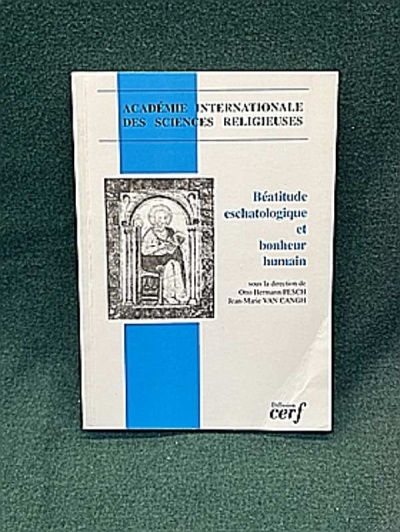 ACADÉMIE INTERNATIONALE
DES SCIENCES RELIGIEUSES
Béatitude
eschatologique
et
bonheur
humain
sous la direction de
Otto Hermann PESCH
Jean-Marie VAN CANGH
Diffusion
cerf